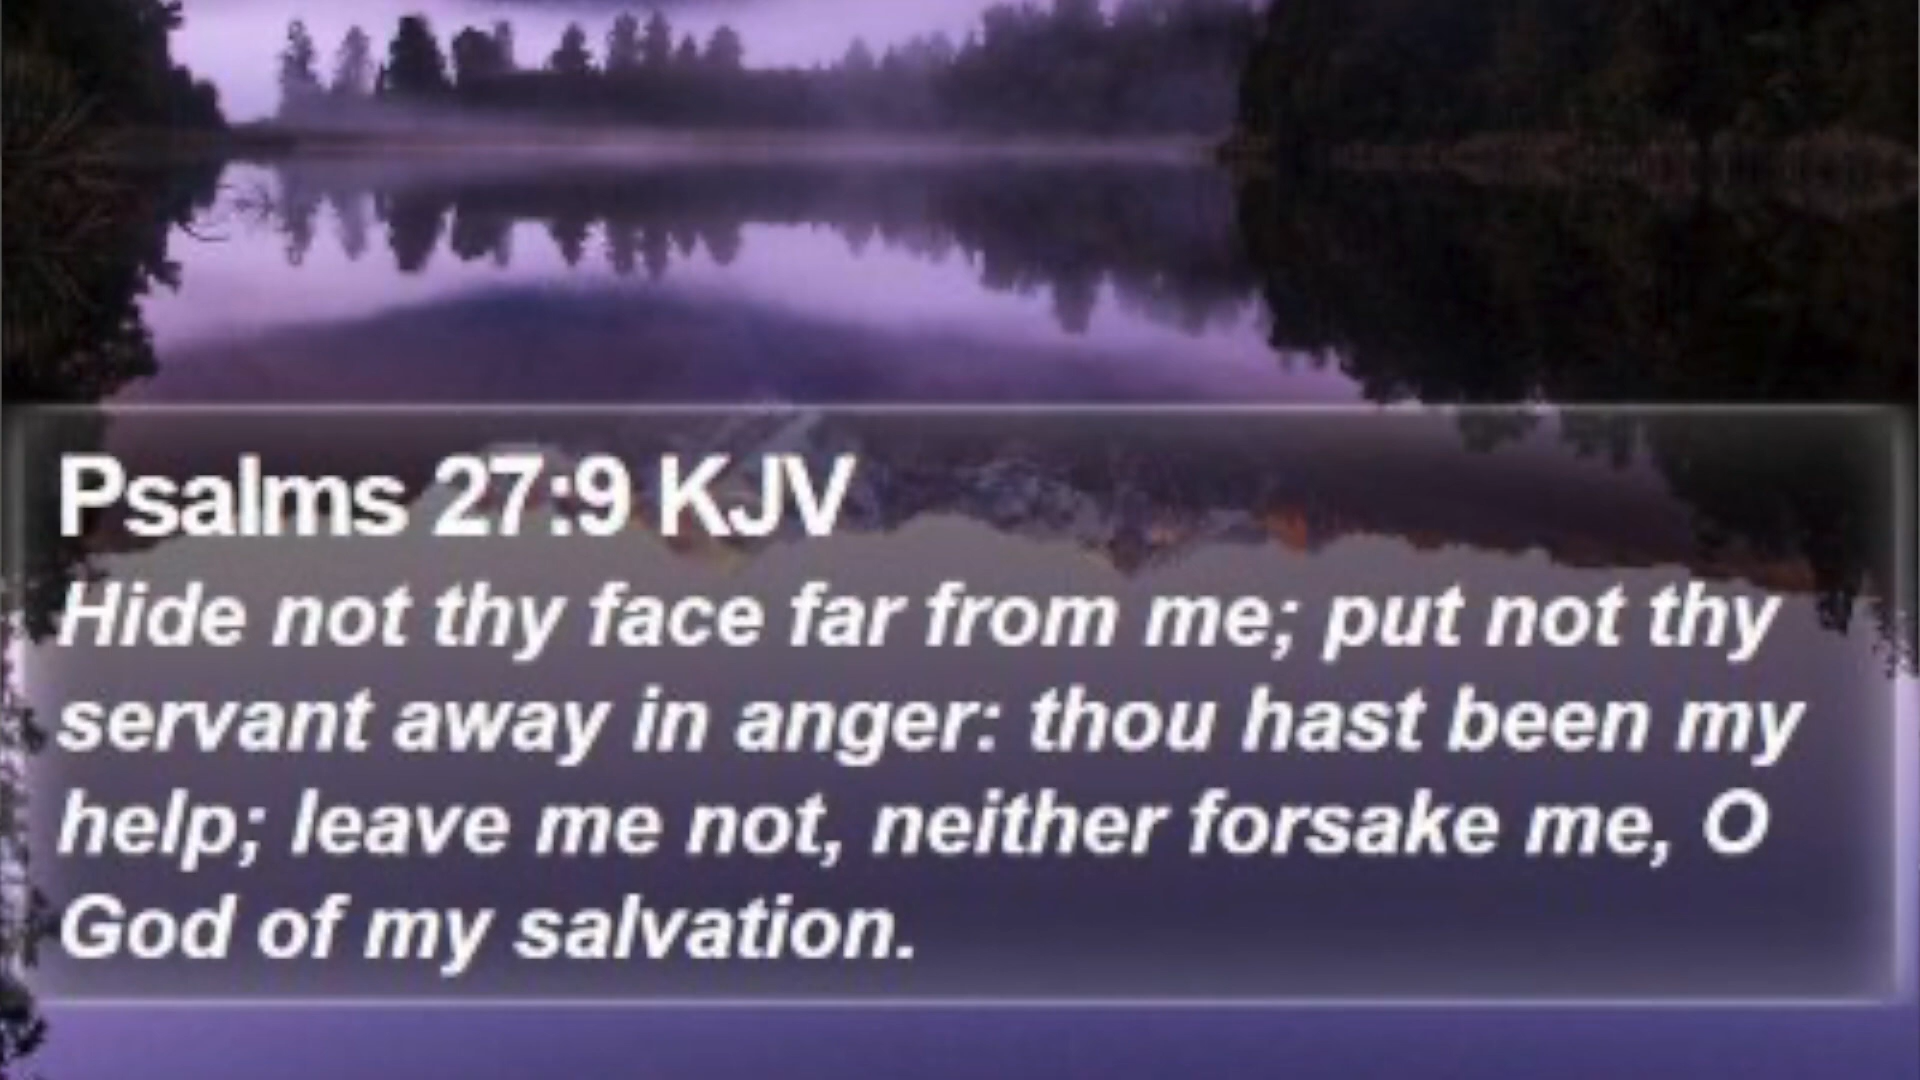 Psalms 27:9 KJV
Hide not thy face far from me; put not thy
servant away in anger: thou hast been my
help; leave me not, neither forsake me, O
God of my salvation.